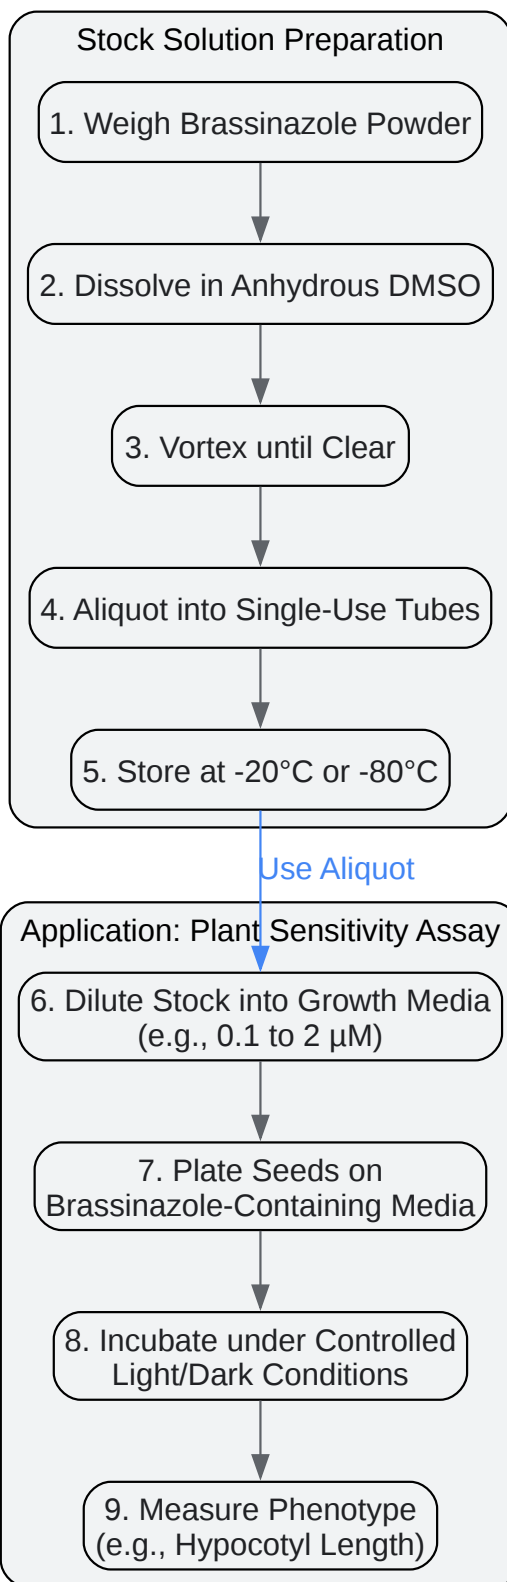 Stock Solution Preparation
1. Weigh Brassinazole Powder
2. Dissolve in Anhydrous DMSO
3. Vortex until Clear
4. Aliquot into Single-Use Tubes
5. Store at -20°C or -80°C
Use Aliquot
Application: Plant Sensitivity Assay
6. Dilute Stock into Growth Media
(e.g., 0.1 to 2 µM)
7. Plate Seeds on
Brassinazole-Containing Media
8. Incubate under Controlled
Light/Dark Conditions
9. Measure Phenotype
(e.g., Hypocotyl Length)